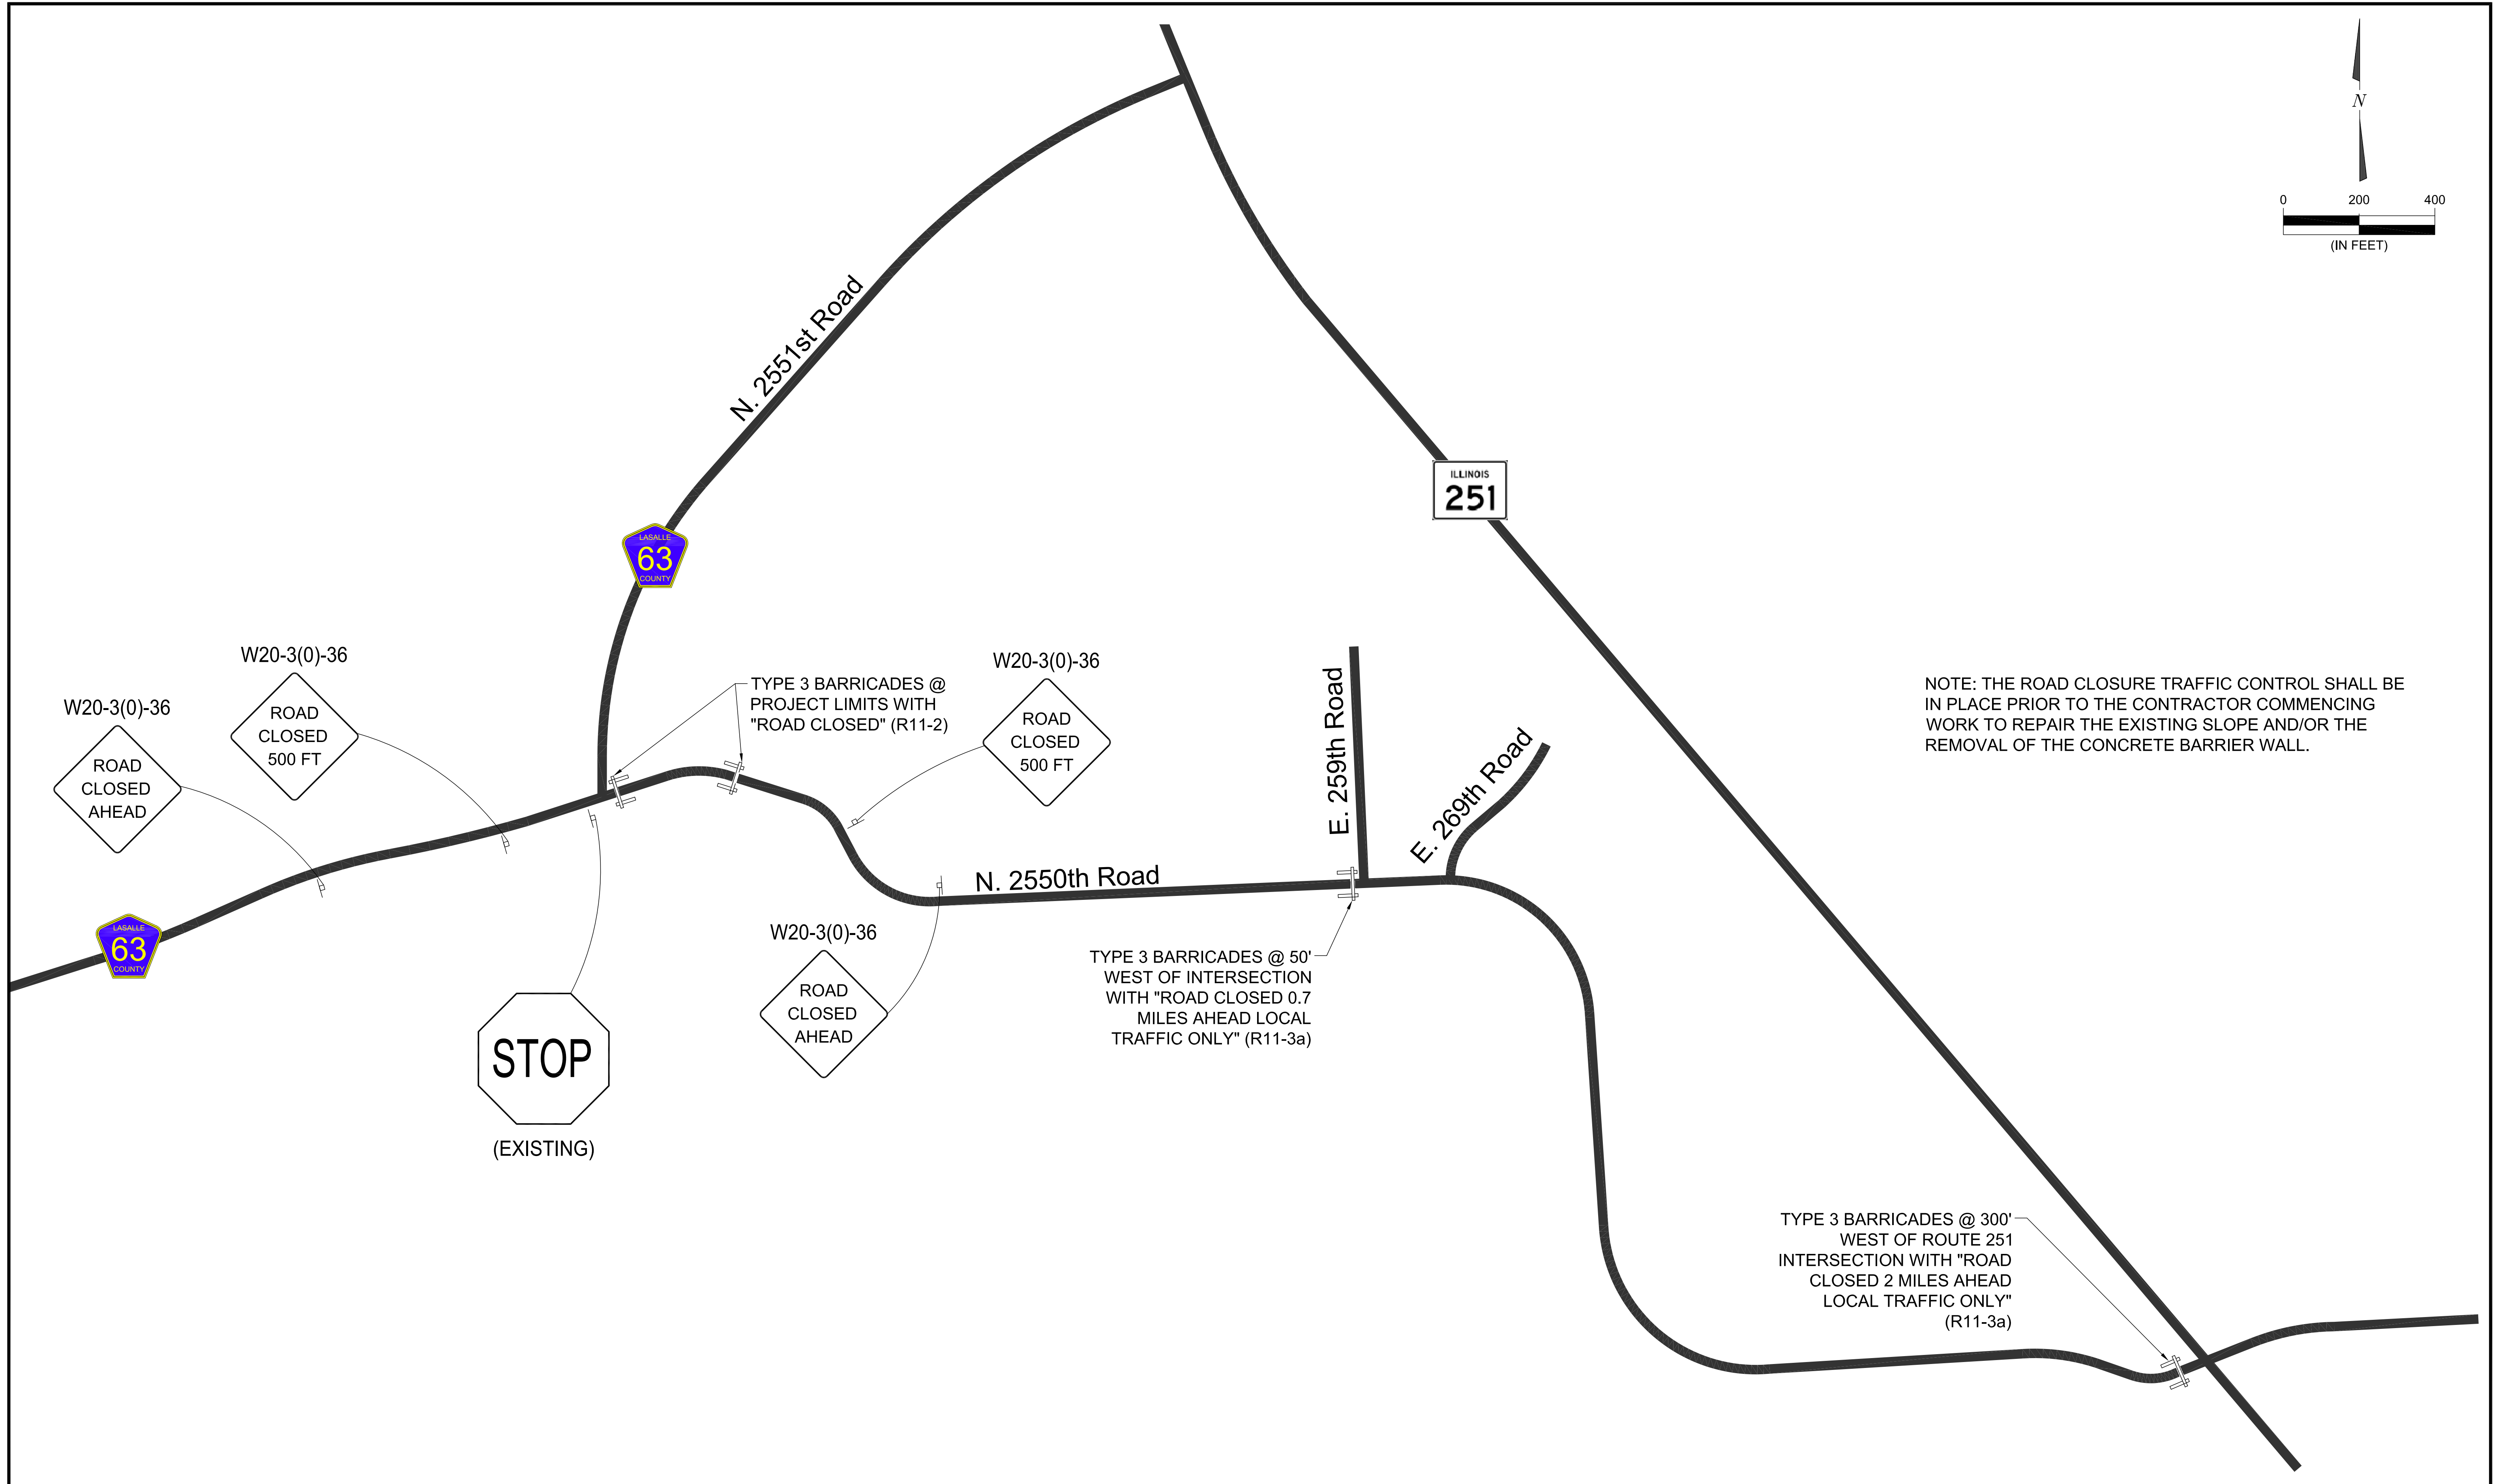 N
0 200 400
(IN FEET)
N. 2551st Road
ILLINOIS
251
LASALLE
63
COUNTY
W20-3(0)-36
ROAD
CLOSED
AHEAD
W20-3(0)-36
ROAD
CLOSED
500 FT
TYPE 3 BARRICADES @
PROJECT LIMITS WITH
"ROAD CLOSED" (R11-2)
W20-3(0)-36
ROAD
CLOSED
500 FT
E. 259th Road
E. 269th Road
NOTE: THE ROAD CLOSURE TRAFFIC CONTROL SHALL BE
IN PLACE PRIOR TO THE CONTRACTOR COMMENCING
WORK TO REPAIR THE EXISTING SLOPE AND/OR THE
REMOVAL OF THE CONCRETE BARRIER WALL.
N. 2550th Road
LASALLE
63
COUNTY
STOP
(EXISTING)
W20-3(0)-36
ROAD
CLOSED
AHEAD
TYPE 3 BARRICADES @ 50'
WEST OF INTERSECTION
WITH "ROAD CLOSED 0.7
MILES AHEAD LOCAL
TRAFFIC ONLY" (R11-3a)
TYPE 3 BARRICADES @ 300'
WEST OF ROUTE 251
INTERSECTION WITH "ROAD
CLOSED 2 MILES AHEAD
LOCAL TRAFFIC ONLY"
(R11-3a)